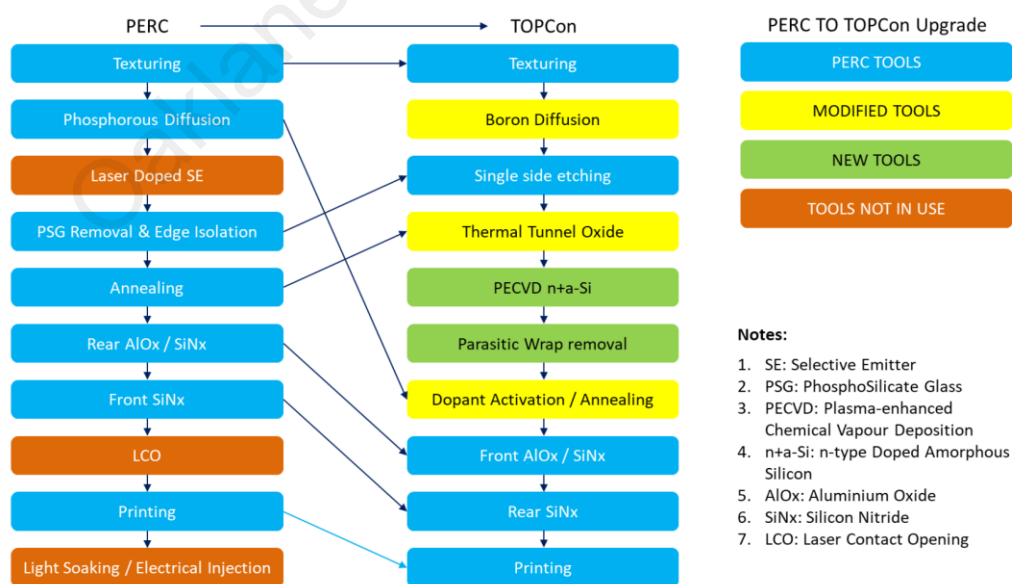 PERC
TOPCon
PERC TO TOPCon Upgrade
Texturing
Phosphorous Diffusion
Laser Doped SE
PSG Removal & Edge Isolation
Annealing
Rear AlOx / SiNx
Front SiNx
LCO
Printing
Light Soaking / Electrical Injection
Texturing
Boron Diffusion
Single side etching
Thermal Tunnel Oxide
PECVD n+a-Si
Parasitic Wrap removal
Dopant Activation / Annealing
Front AlOx / SiNx
Rear SiNx
Printing
PERC TOOLS
MODIFIED TOOLS
NEW TOOLS
TOOLS NOT IN USE
Notes:
1. SE: Selective Emitter
2. PSG: PhosphoSilicate Glass
3. PECVD: Plasma-enhanced
Chemical Vapour Deposition
4. n+a-Si: n-type Doped Amorphous
Silicon
5. AlOx: Aluminium Oxide
6. SiNx: Silicon Nitride
7. LCO: Laser Contact Opening